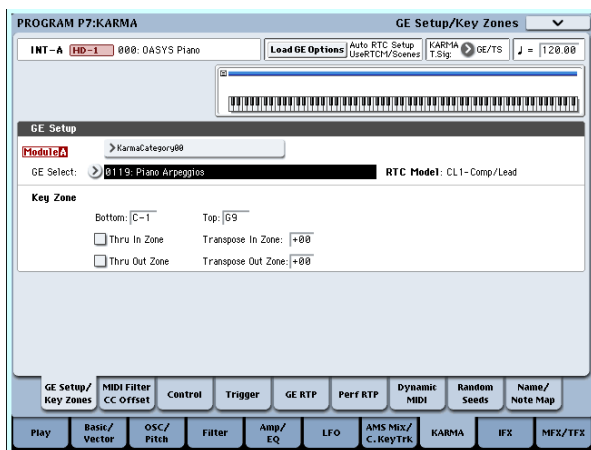 PROGRAM P7:KARMA GE Setup/Key Zones
INT-A HD-1 000: OASYS Piano Load GE Options Auto RTC Setup UseRTCM/Scenes KARMA T.Sig: GE/TS ♩ = 120.00
GE Setup
Module A >KarmaCategory00
GE Select: 0119: Piano Arpeggios RTC Model: CL1-Comp/Lead
Key Zone
Bottom: C-1 Top: G9
Thru In Zone Transpose In Zone: +00
Thru Out Zone Transpose Out Zone: +00
GE Setup/ Key Zones MIDI Filter CC Offset Control Trigger GE RTP Perf RTP Dynamic MIDI Random Seeds Name/ Note Map
Play Basic/ Vector OSC/ Pitch Filter Amp/ EQ LFO AMS Mix/ C.KeyTrk KARMA IFX MFX/TFX